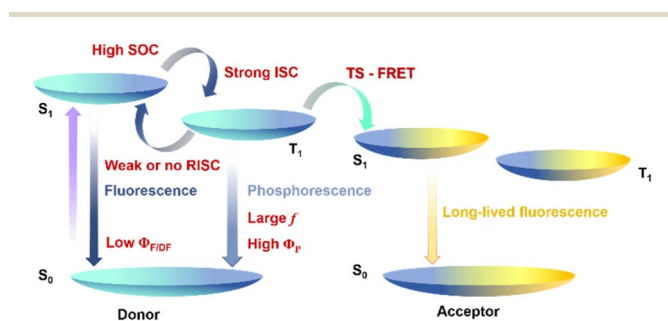 High SOC
Strong ISC
TS - FRET
S1
T1
S1
T1
Weak or no RISC
Fluorescence
Phosphorescence
Long-lived fluorescence
Large f
Low ΦF/DF
High ΦP
S0
S0
Donor
Acceptor